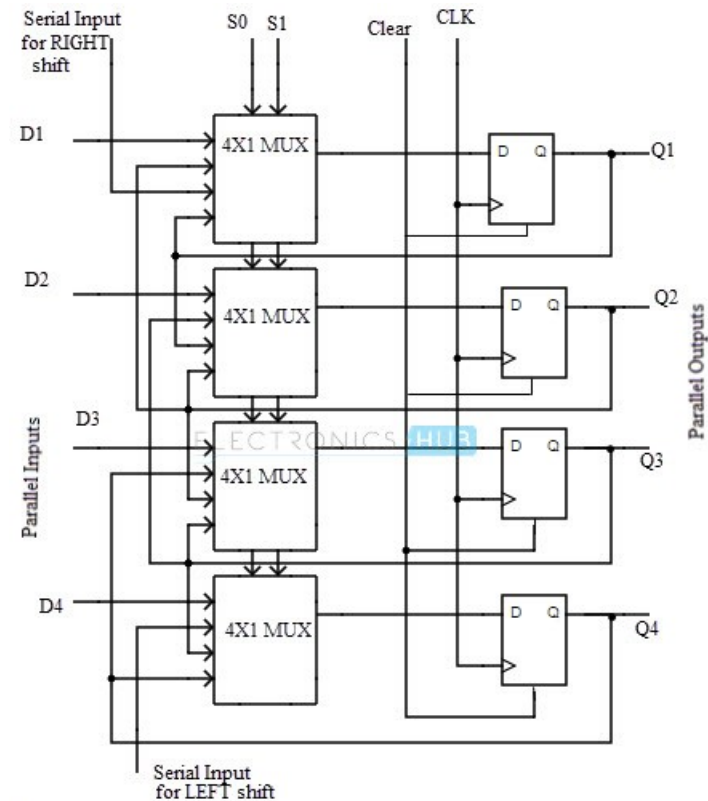 Serial Input
for RIGHT
shift
S0 S1
Clear
CLK
D1
4X1 MUX
D Q
Q1
D2
4X1 MUX
D Q
Q2
Parallel Outputs
D3
ELECTRONICS HUB
4X1 MUX
D Q
Q3
Parallel Inputs
D4
4X1 MUX
D Q
Q4
Serial Input
for LEFT shift